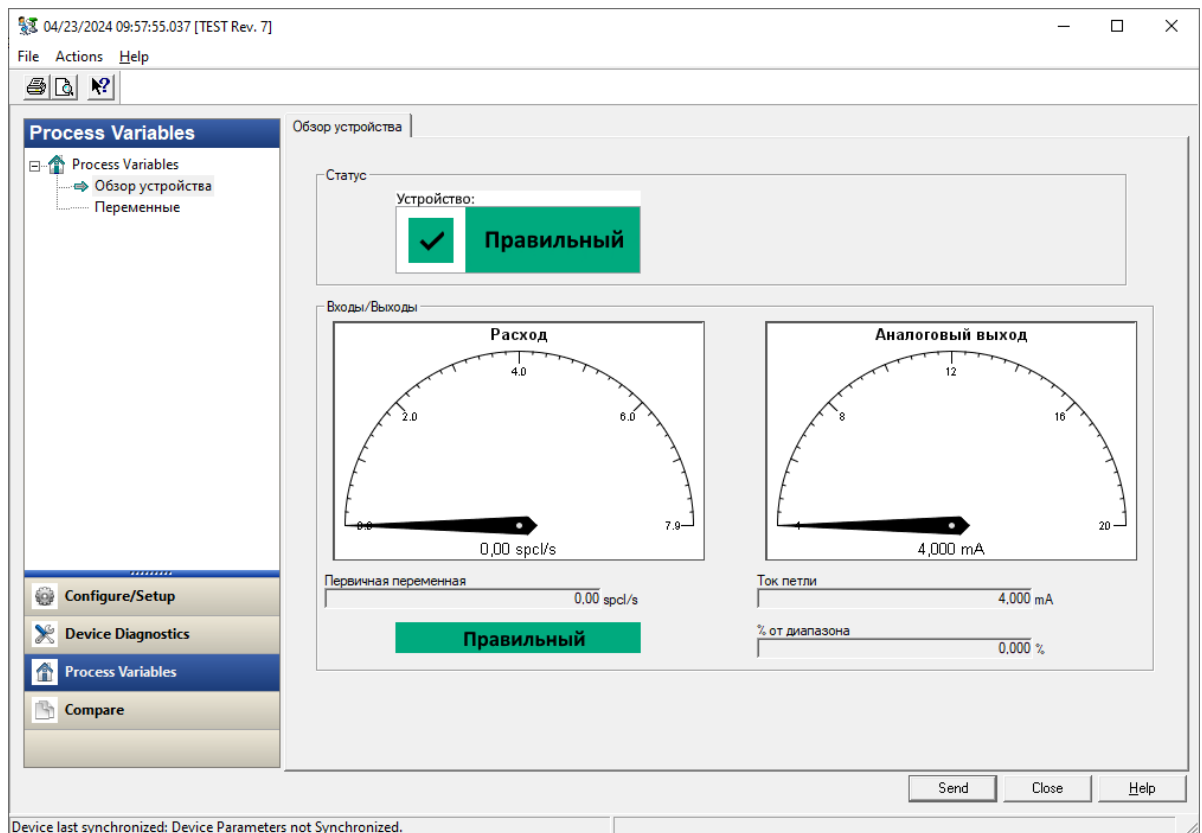 04/23/2024 09:57:55.037 [TEST Rev. 7]
File Actions Help
Process Variables
Process Variables
Обзор устройства
Переменные
Configure/Setup
Device Diagnostics
Process Variables
Compare
Обзор устройства
Статус
Устройство:
Правильный
Входы/Выходы
Расход
0.0 2.0 4.0 6.0 7.9
0,00 spcl/s
Аналоговый выход
4 8 12 16 20
4,000 mA
Первичная переменная
0,00 spcl/s
Правильный
Ток петли
4,000 mA
% от диапазона
0,000 %
Send Close Help
Device last synchronized: Device Parameters not Synchronized.